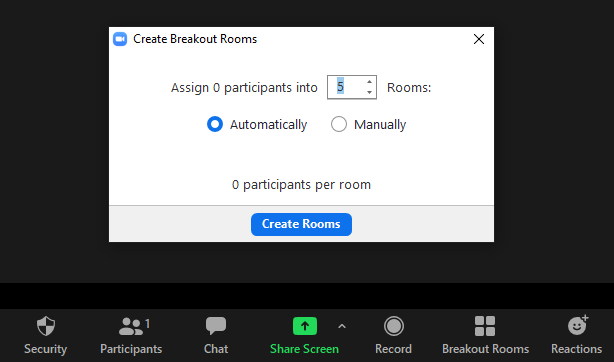 Create Breakout Rooms
Assign 0 participants into 5 Rooms:
Automatically Manually
0 participants per room
Create Rooms
1
Security Participants Chat Share Screen Record Breakout Rooms Reactions